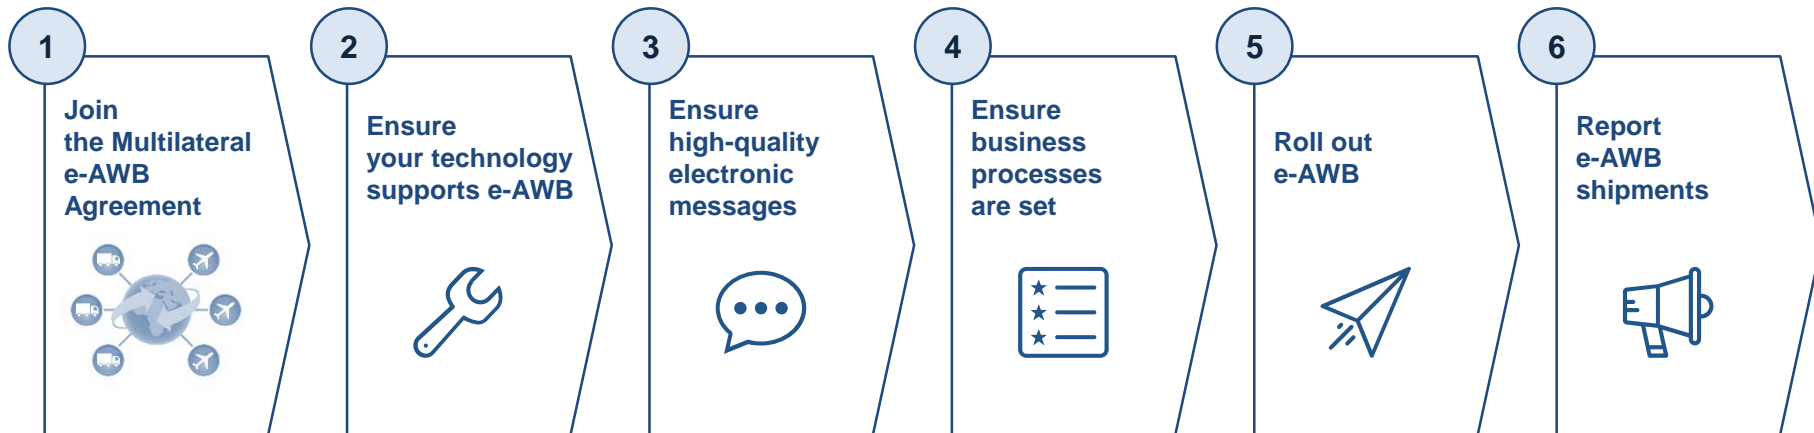 1
Join
the Multilateral
e-AWB
Agreement
2
Ensure
your technology
supports e-AWB
3
Ensure
high-quality
electronic
messages
4
Ensure
business
processes
are set
5
Roll out
e-AWB
6
Report
e-AWB
shipments